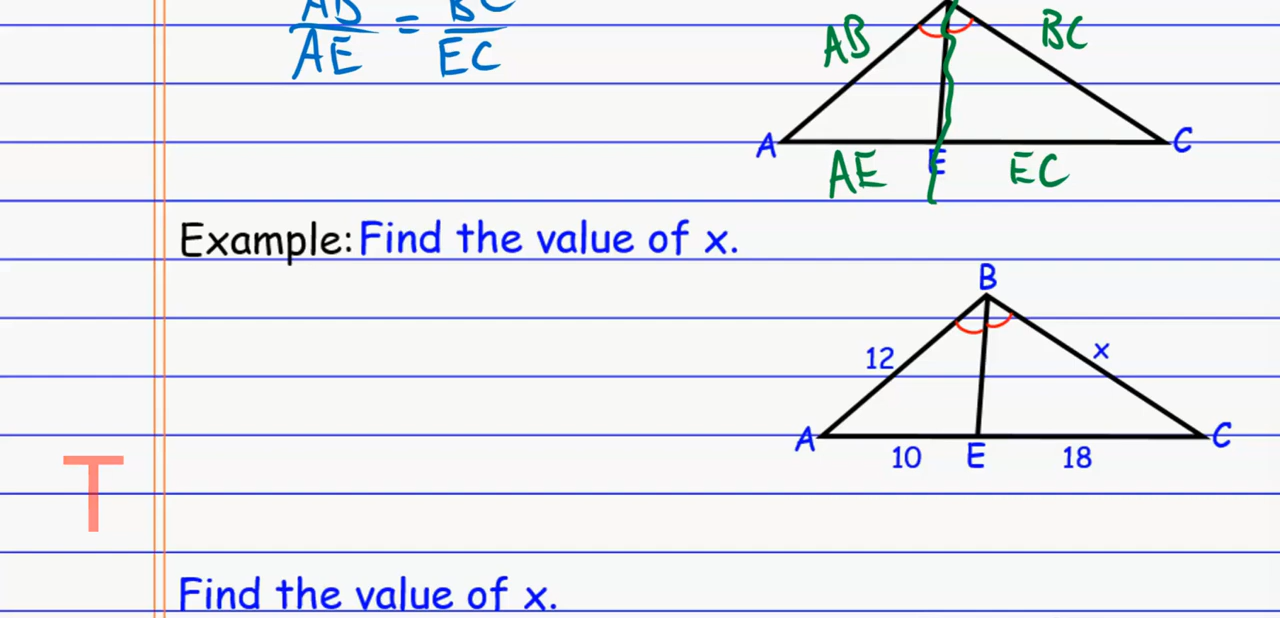 AB BC
— = —
AE EC
AB BC
A E C
AE EC
Example: Find the value of x.
B
12 x
A E C
10 18
T
Find the value of x.